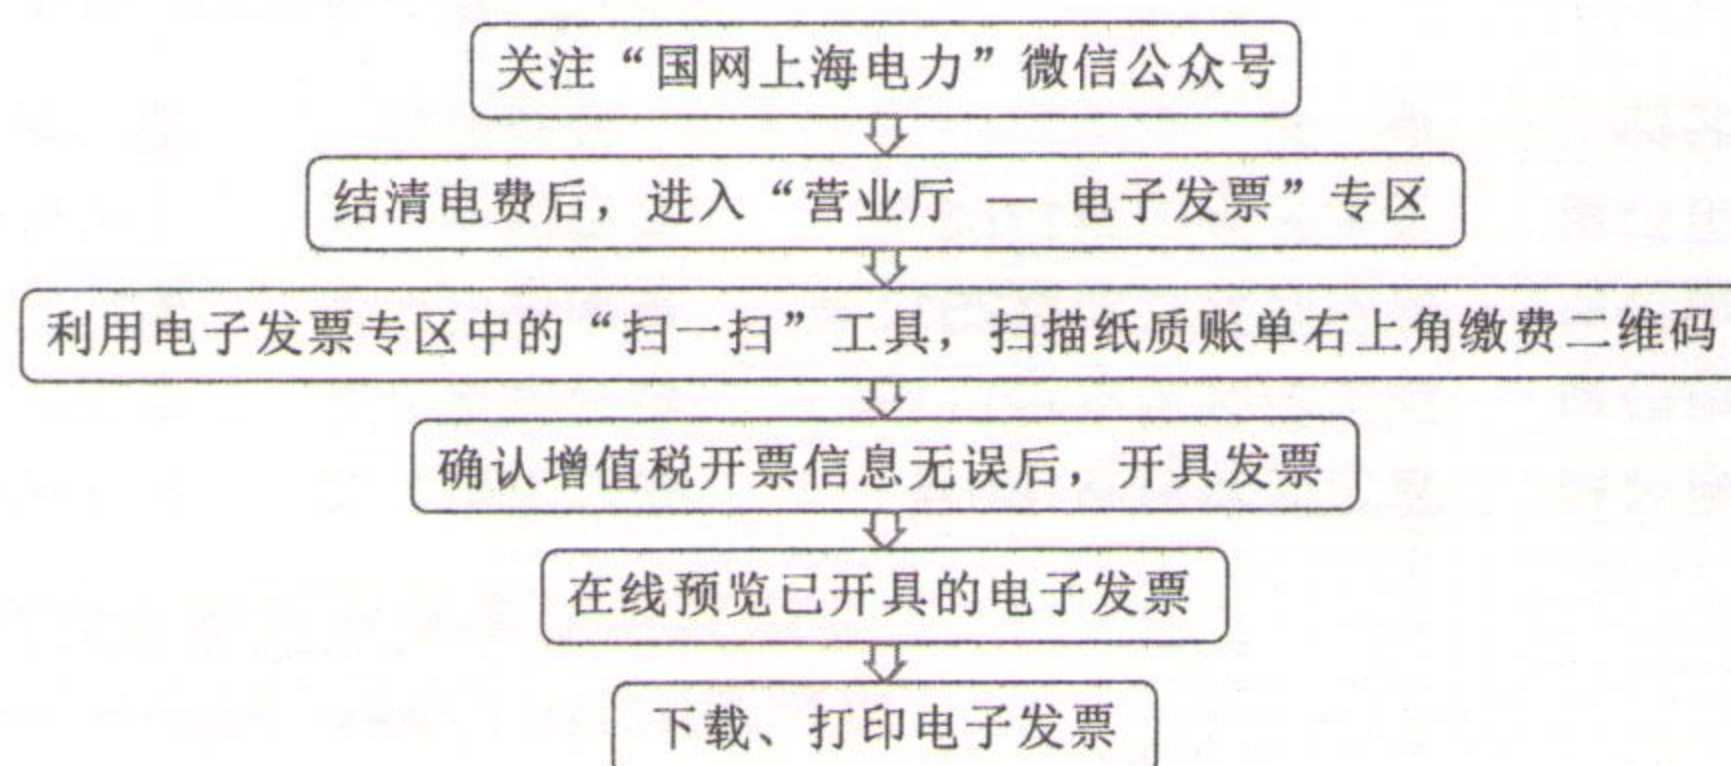 关注“国网上海电力”微信公众号
结清电费后，进入“营业厅 — 电子发票”专区
利用电子发票专区中的“扫一扫”工具，扫描纸质账单右上角缴费二维码
确认增值税开票信息无误后，开具发票
在线预览已开具的电子发票
下载、打印电子发票